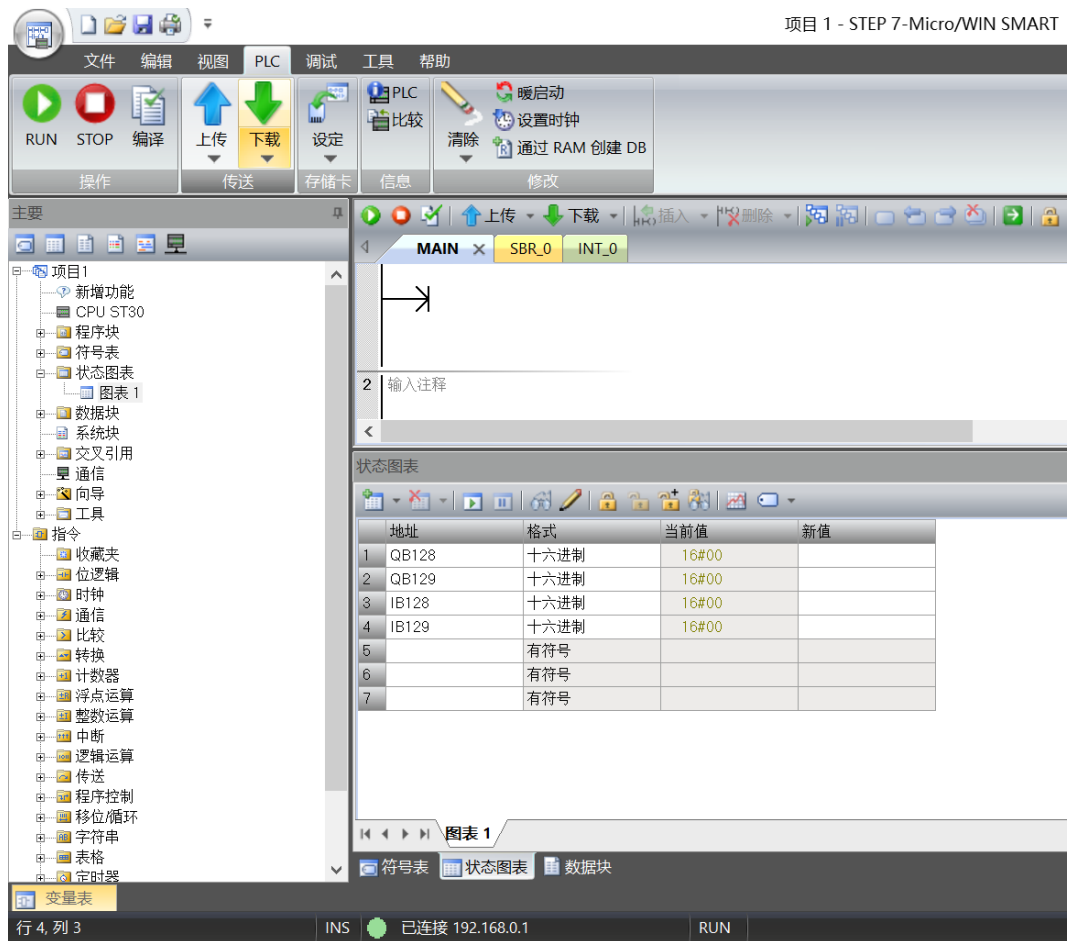 项目 1 - STEP 7-Micro/WIN SMART
文件 编辑 视图 PLC 调试 工具 帮助
RUN STOP 编译 上传 下载 设定 PLC 比较 清除 暖启动
设置时钟
通过 RAM 创建 DB
操作 传送 存储卡 信息 修改
主要
上传 下载 插入 删除
MAIN SBR_0 INT_0
项目1
新增功能
CPU ST30
程序块
符号表
状态图表
图表 1
数据块
系统块
交叉引用
通信
向导
工具
指令
收藏夹
位逻辑
时钟
通信
比较
转换
计数器
浮点运算
整数运算
中断
逻辑运算
传送
程序控制
移位/循环
字符串
表格
定时器
变量表
2 输入注释
状态图表
地址 格式 当前值 新值
1 QB128 十六进制 16#00
2 QB129 十六进制 16#00
3 IB128 十六进制 16#00
4 IB129 十六进制 16#00
5 有符号
6 有符号
7 有符号
图表 1
符号表 状态图表 数据块
行 4, 列 3 INS 已连接 192.168.0.1 RUN